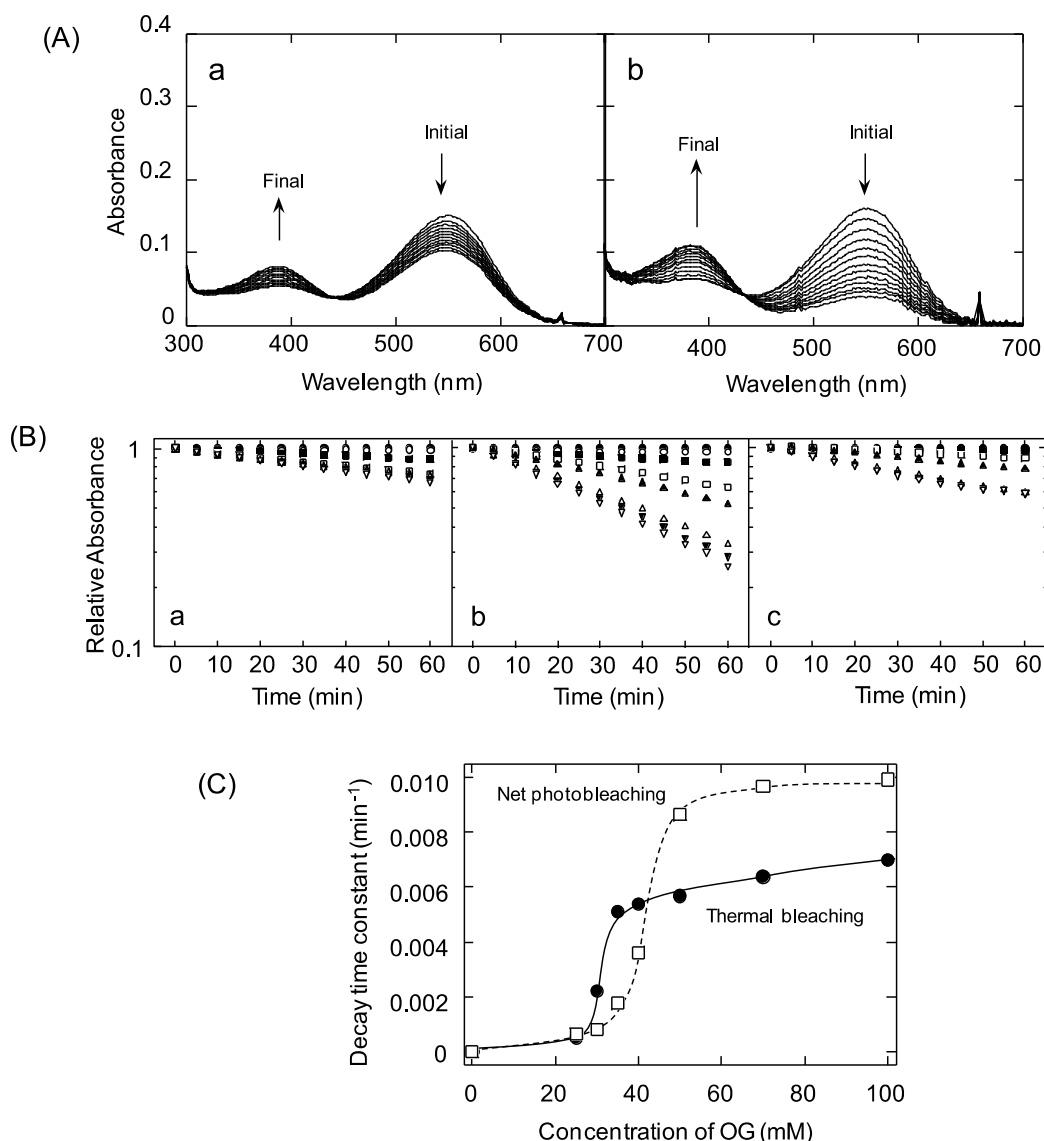 (A)
a
b
Initial
Final
Initial
Final
Absorbance
0.4
0.3
0.2
0.1
0
300 400 500 600 700 400 500 600 700
Wavelength (nm) Wavelength (nm)
(B)
Relative Absorbance
1
0.1
a
b
c
0 10 20 30 40 50 60 0 10 20 30 40 50 60 0 10 20 30 40 50 60
Time (min) Time (min) Time (min)
(C)
Decay time constant (min⁻¹)
0.010
0.008
0.006
0.004
0.002
0
Net photobleaching
Thermal bleaching
0 20 40 60 80 100
Concentration of OG (mM)